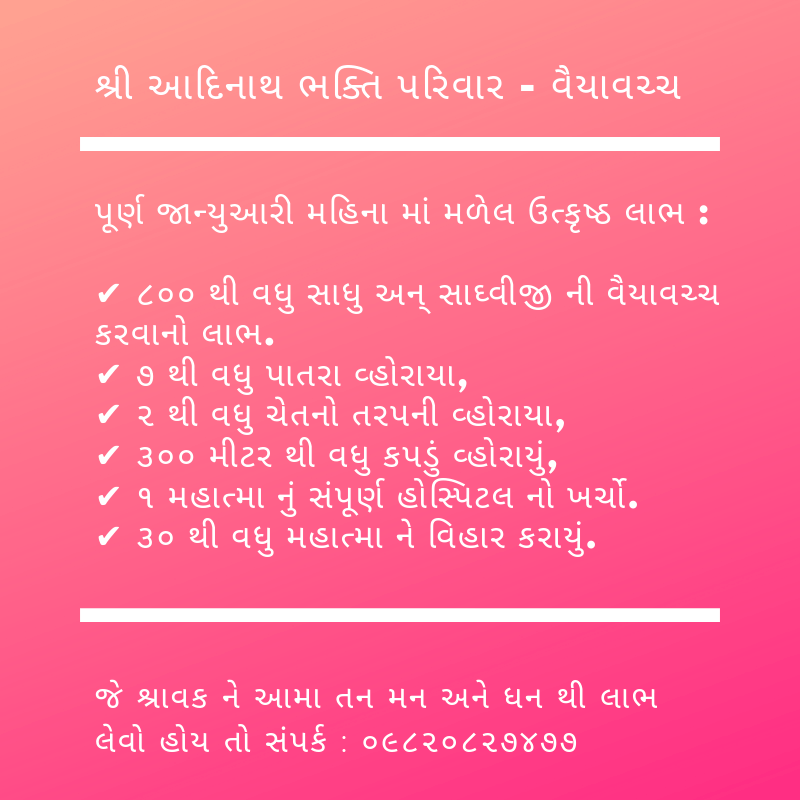 શ્રી આદિનાથ ભક્તિ પરિવાર - વૈયાવચ્ચ
પૂર્ણ જાન્યુઆરી મહિના માં મળેલ ઉત્કૃષ્ઠ લાભ :
✔ ૮૦૦ થી વધુ સાધુ અન્ સાઘ્વીજી ની વૈયાવચ્ચ
કરવાનો લાભ.
✔ ૭ થી વધુ પાતરા વ્હોરાયા,
✔ ૨ થી વધુ ચેતનો તરપની વ્હોરાયા,
✔ ૩૦૦ મીટર થી વધુ કપડું વ્હોરાયું,
✔ ૧ મહાત્મા નું સંપૂર્ણ હોસ્પિટલ નો ખર્ચો.
✔ ૩૦ થી વધુ મહાત્મા ને વિહાર કરાયું.
જે શ્રાવક ને આમા તન મન અને ધન થી લાભ
લેવો હોય તો સંપર્ક : ૦૯૮૨૦૮૨૭૪૭૭